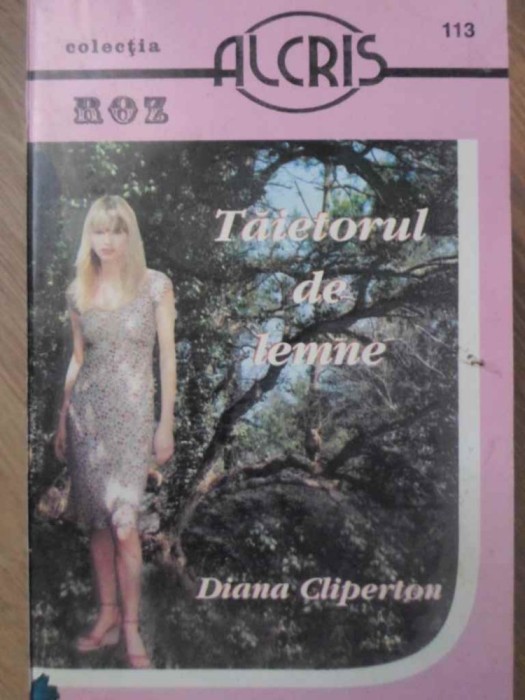 colecția
ALCRIS
113
ROZ
Tăietorul
de
lemne
Diana Cliperton